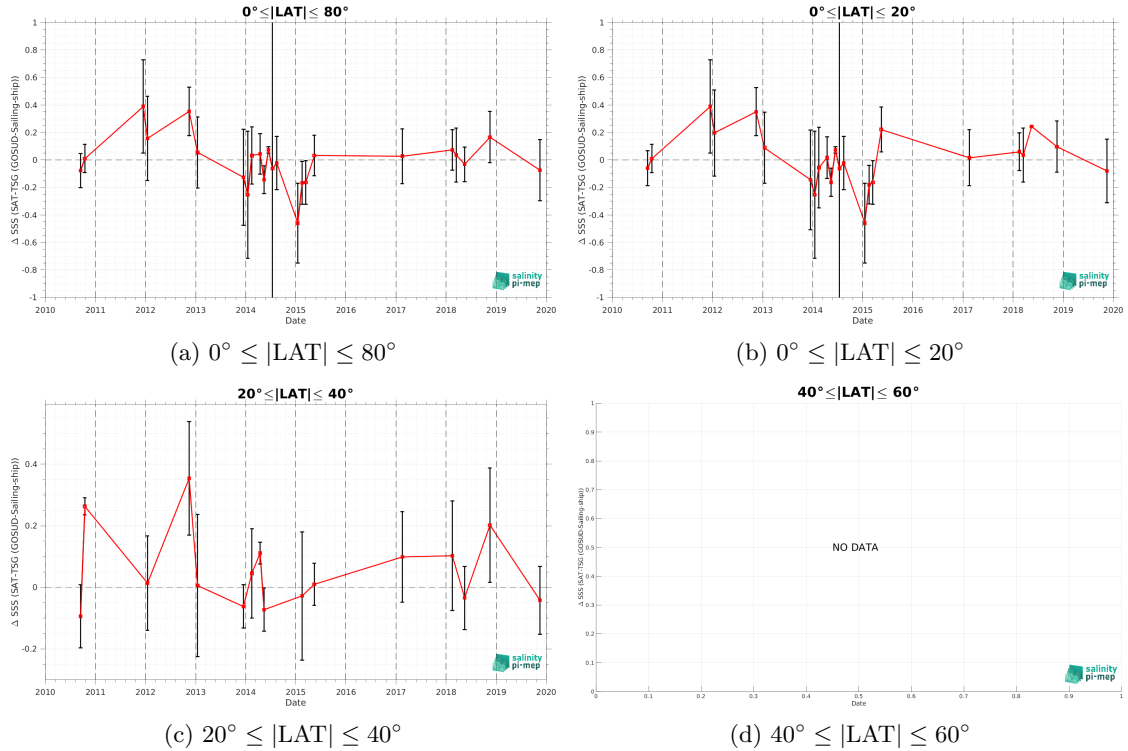 0°≤|LAT|≤ 80°
Δ SSS (SAT-TSG (GOSUD-Sailing-ship))
1
0.8
0.6
0.4
0.2
0
-0.2
-0.4
-0.6
-0.8
-1
2010 2011 2012 2013 2014 2015 2016 2017 2018 2019 2020
Date
salinity
pi-mep
(a) 0° ≤ |LAT| ≤ 80°
0°≤|LAT|≤ 20°
Δ SSS (SAT-TSG (GOSUD-Sailing-ship))
1
0.8
0.6
0.4
0.2
0
-0.2
-0.4
-0.6
-0.8
-1
2010 2011 2012 2013 2014 2015 2016 2017 2018 2019 2020
Date
salinity
pi-mep
(b) 0° ≤ |LAT| ≤ 20°
20°≤|LAT|≤ 40°
Δ SSS (SAT-TSG (GOSUD-Sailing-ship))
0.4
0.2
0
-0.2
2010 2011 2012 2013 2014 2015 2016 2017 2018 2019 2020
Date
salinity
pi-mep
(c) 20° ≤ |LAT| ≤ 40°
40°≤|LAT|≤ 60°
Δ SSS (SAT-TSG (GOSUD-Sailing-ship))
1
0.9
0.8
0.7
0.6
0.5
0.4
0.3
0.2
0.1
0
NO DATA
0 0.1 0.2 0.3 0.4 0.5 0.6 0.7 0.8 0.9 1
Date
salinity
pi-mep
(d) 40° ≤ |LAT| ≤ 60°